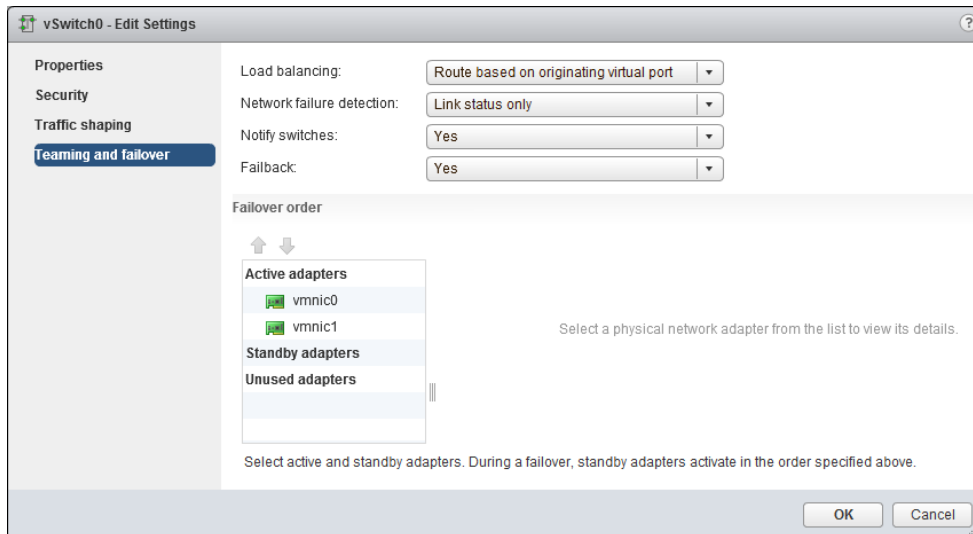 vSwitch0 - Edit Settings
?
Properties
Security
Traffic shaping
Teaming and failover
Load balancing:
Route based on originating virtual port
Network failure detection:
Link status only
Notify switches:
Yes
Failback:
Yes
Failover order
Active adapters
vmnic0
vmnic1
Standby adapters
Unused adapters
Select a physical network adapter from the list to view its details.
Select active and standby adapters. During a failover, standby adapters activate in the order specified above.
OK
Cancel